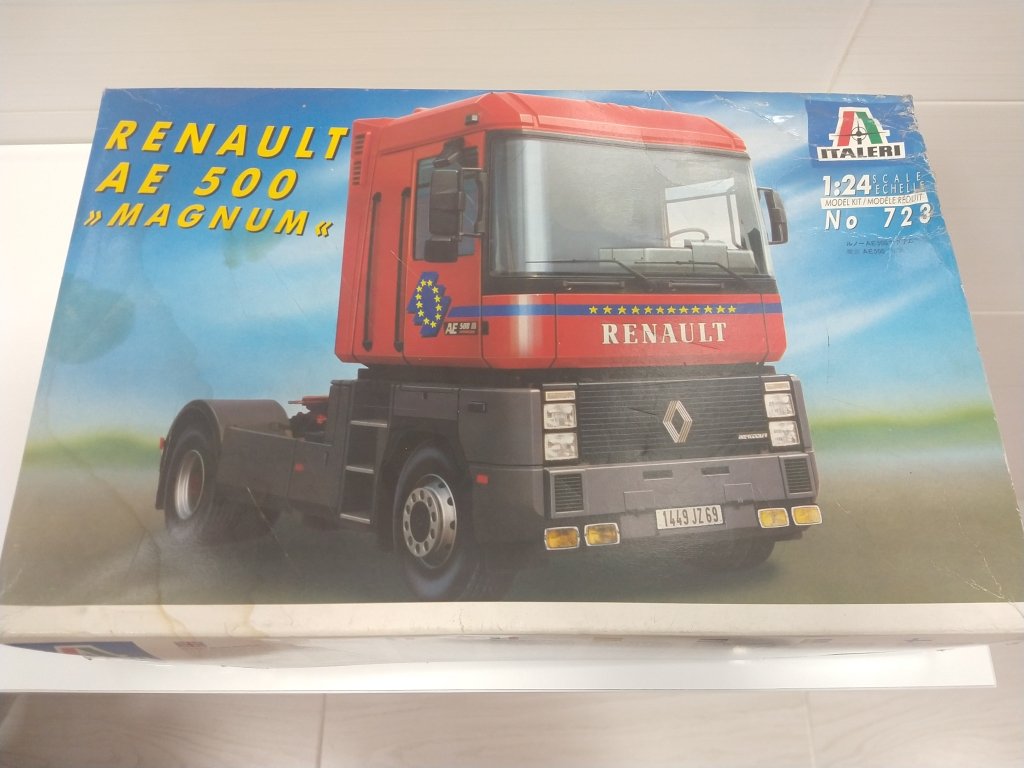 RENAULT
AE 500
»MAGNUM«
ITALERI
1:24 SCALE
ECHELLE
MODEL KIT / MODÈLE RÉDUIT
No 723
AE 500
RENAULT
1449 JZ 69